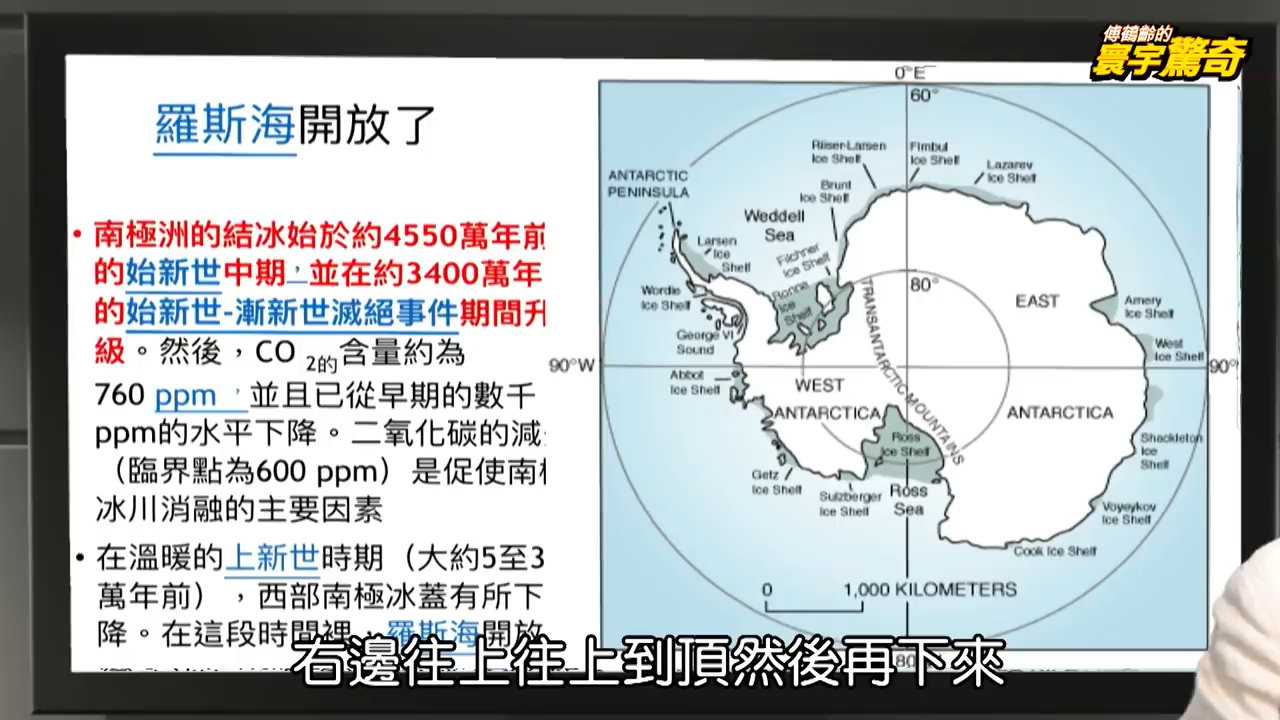 傅鶴齡的
寰宇驚奇
羅斯海開放了
• 南極洲的結冰始於約4550萬年前
的始新世中期,並在約3400萬年
的始新世-漸新世滅絕事件期間升
級。然後,CO 2的含量約為
760 ppm ,並且已從早期的數千
ppm的水平下降。二氧化碳的減
（臨界點為600 ppm）是促使南極
冰川消融的主要因素
• 在溫暖的上新世時期（大約5至3
萬年前）,西部南極冰蓋有所下
降。在這段時間裡,羅斯海開放
0°E
60°
Riiser-Larsen
Ice Shelf
Fimbul
Ice Shelf
Lazarev
Ice Shelf
ANTARCTIC
PENINSULA
Brunt
Ice Shelf
Weddell
Sea
Larsen
Ice
Shelf
Filchner
Ice Shelf
Ronne
Ice
Shelf
80°
Wordie
Ice Shelf
George VI
Sound
EAST
Amery
Ice Shelf
West
Ice Shelf
90°W
90°
Abbot
Ice Shelf
WEST
ANTARCTICA
TRANSANTARCTIC MOUNTAINS
ANTARCTICA
Ross
Ice Shelf
Shackleton
Ice
Shelf
Getz
Ice Shelf
Sulzberger
Ice Shelf
Ross
Sea
Voyeykov
Ice Shelf
Cook Ice Shelf
0 1,000 KILOMETERS
右邊往上往上到頂然後再下來